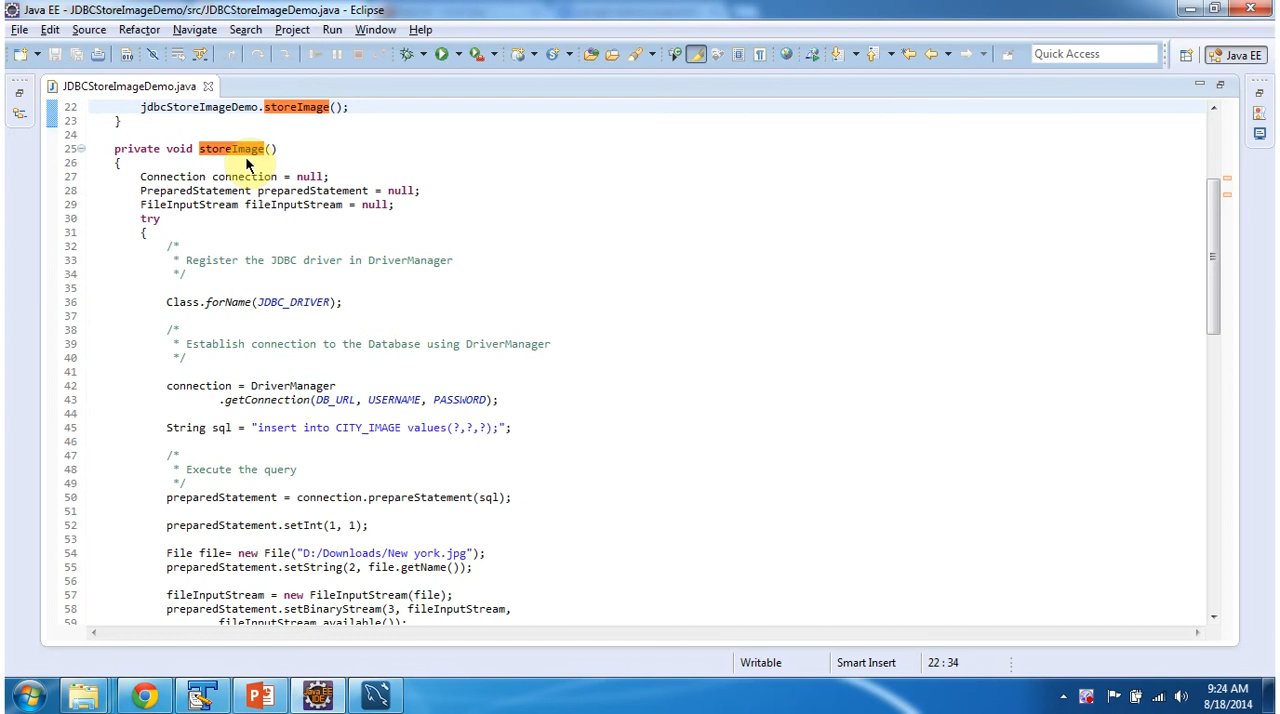 Java EE - JDBCStoreImageDemo/src/JDBCStoreImageDemo.java - Eclipse
File Edit Source Refactor Navigate Search Project Run Window Help
Quick Access Java EE
JDBCStoreImageDemo.java
22 jdbcStoreImageDemo.storeImage();
23 }
24
25 private void storeImage()
26 {
27 Connection connection = null;
28 PreparedStatement preparedStatement = null;
29 FileInputStream fileInputStream = null;
30 try
31 {
32 /*
33 * Register the JDBC driver in DriverManager
34 */
35
36 Class.forName(JDBC_DRIVER);
37
38 /*
39 * Establish connection to the Database using DriverManager
40 */
41
42 connection = DriverManager
43 .getConnection(DB_URL, USERNAME, PASSWORD);
44
45 String sql = "insert into CITY_IMAGE values(?,?,?);";
46
47 /*
48 * Execute the query
49 */
50 preparedStatement = connection.prepareStatement(sql);
51
52 preparedStatement.setInt(1, 1);
53
54 File file= new File("D:/Downloads/New york.jpg");
55 preparedStatement.setString(2, file.getName());
56
57 fileInputStream = new FileInputStream(file);
58 preparedStatement.setBinaryStream(3, fileInputStream,
59 fileInputStream.available());
Writable Smart Insert 22 : 34
Java EE
IDE
9:24 AM
8/18/2014